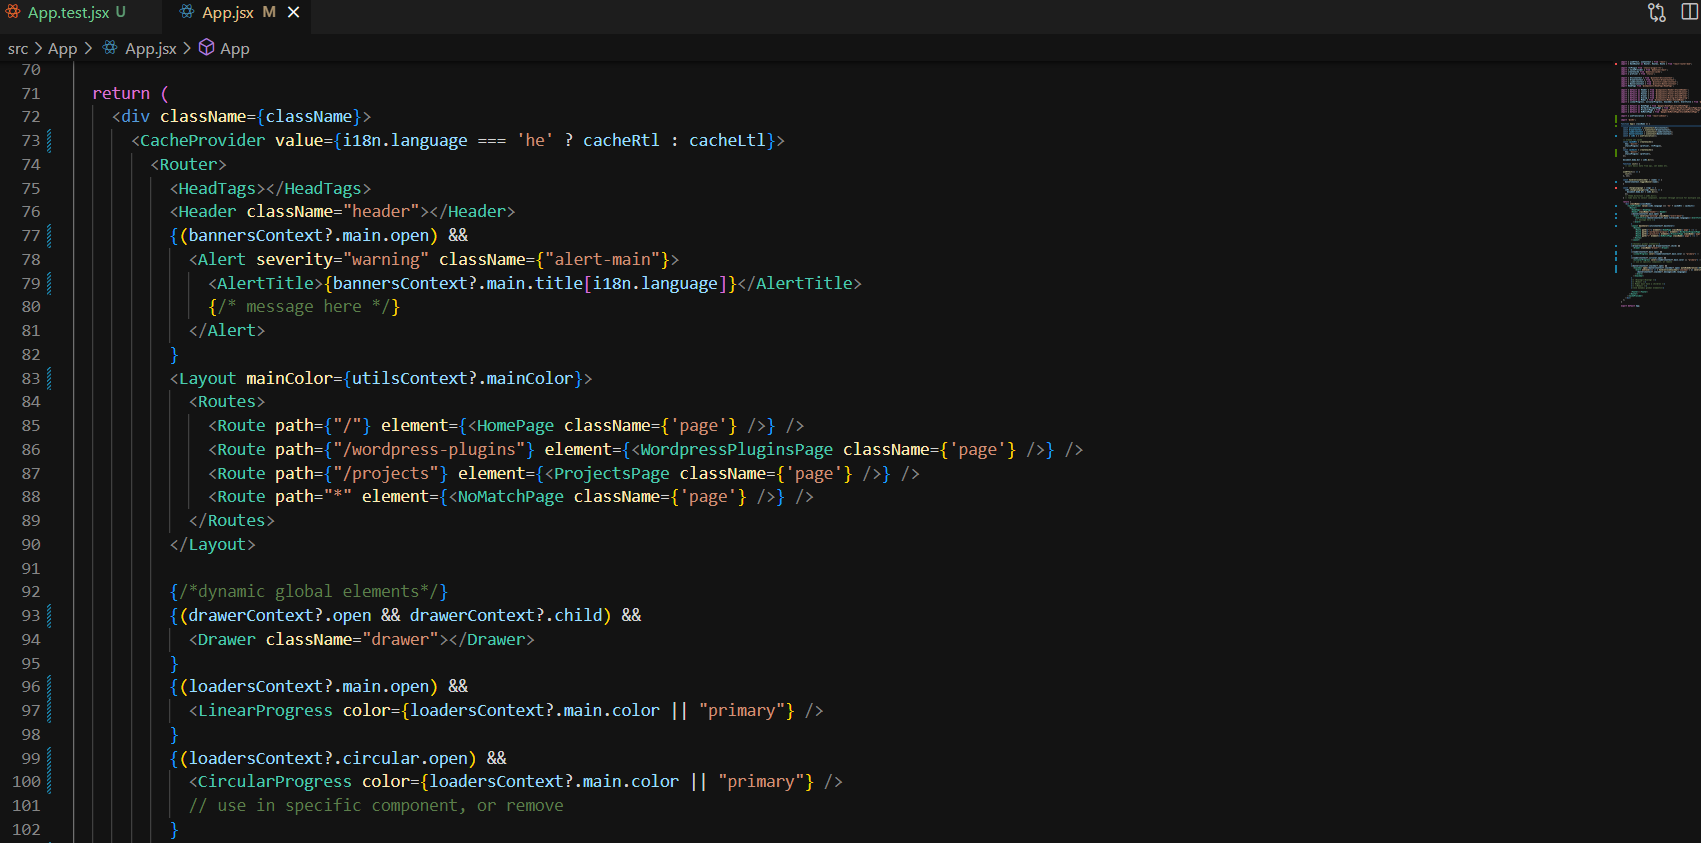 App.test.jsx U App.jsx M
src > App > App.jsx > App
70
71 return (
72 <div className={className}>
73 <CacheProvider value={i18n.language === 'he' ? cacheRtl : cacheLtl}>
74 <Router>
75 <HeadTags></HeadTags>
76 <Header className="header"></Header>
77 {(bannersContext?.main.open) &&
78 <Alert severity="warning" className={"alert-main"}>
79 <AlertTitle>{bannersContext?.main.title[i18n.language]}</AlertTitle>
80 {/* message here */}
81 </Alert>
82 }
83 <Layout mainColor={utilsContext?.mainColor}>
84 <Routes>
85 <Route path={"/"} element={<HomePage className={'page'} />} />
86 <Route path={"/wordpress-plugins"} element={<WordpressPluginsPage className={'page'} />} />
87 <Route path={"/projects"} element={<ProjectsPage className={'page'} />} />
88 <Route path="*" element={<NoMatchPage className={'page'} />} />
89 </Routes>
90 </Layout>
91
92 {/*dynamic global elements*/}
93 {(drawerContext?.open && drawerContext?.child) &&
94 <Drawer className="drawer"></Drawer>
95 }
96 {(loadersContext?.main.open) &&
97 <LinearProgress color={loadersContext?.main.color || "primary"} />
98 }
99 {(loadersContext?.circular.open) &&
100 <CircularProgress color={loadersContext?.main.color || "primary"} />
101 // use in specific component, or remove
102 }